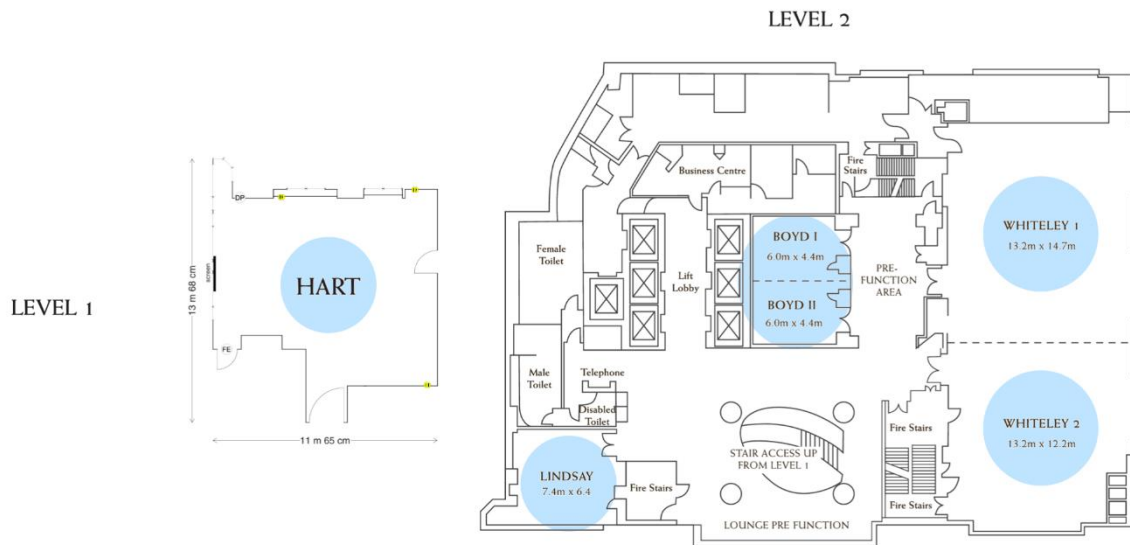 LEVEL 2
LEVEL 1
13 m 68 cm
DP
screen
HART
FE
11 m 65 cm
Business Centre
Fire
Stairs
Female
Toilet
Lift
Lobby
BOYD I
6.0m x 4.4m
BOYD II
6.0m x 4.4m
PRE-
FUNCTION
AREA
WHITELEY 1
13.2m x 14.7m
Male
Toilet
Telephone
Disabled
Toilet
WHITELEY 2
13.2m x 12.2m
Fire Stairs
STAIR ACCESS UP
FROM LEVEL 1
LINDSAY
7.4m x 6.4
Fire Stairs
Fire Stairs
LOUNGE PRE FUNCTION